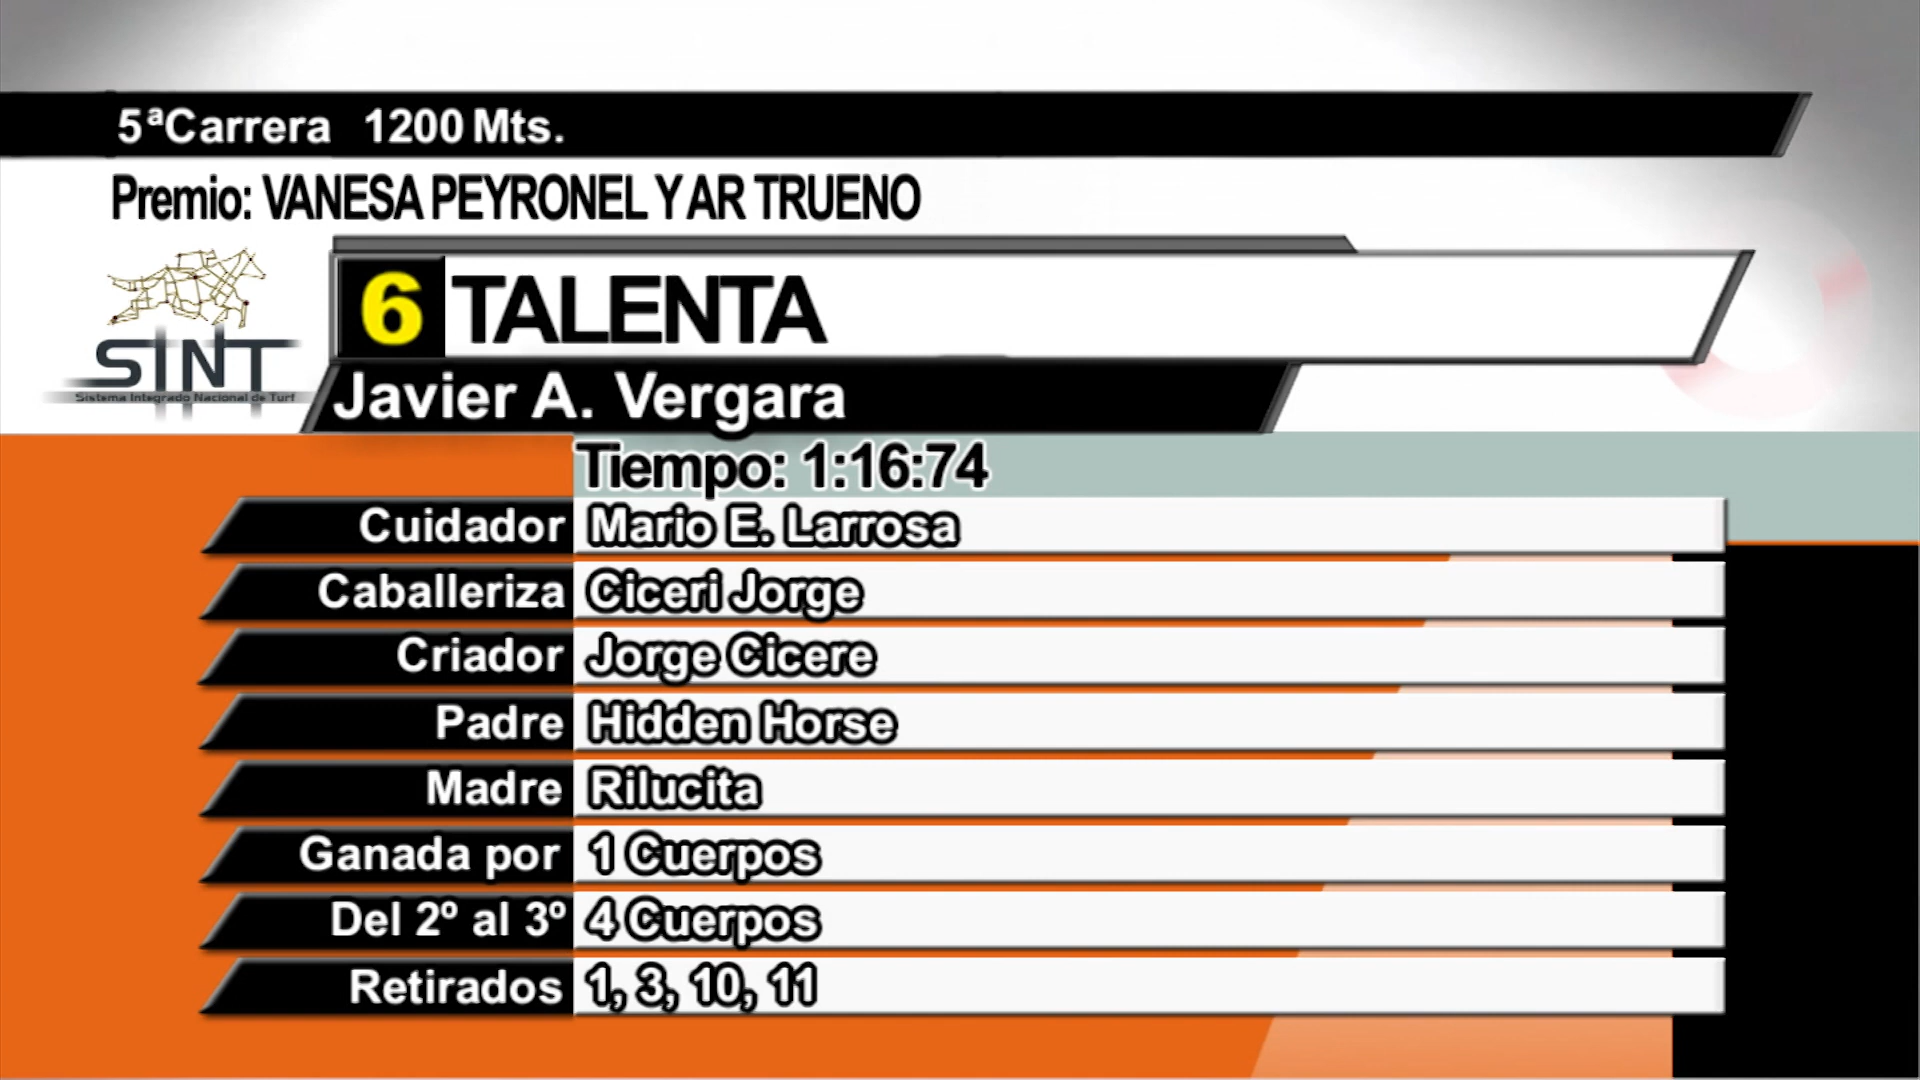 5ªCarrera 1200 Mts.
Premio: VANESA PEYRONEL Y AR TRUENO
6 TALENTA
SINT
Sistema Integrado Nacional de Turf
Javier A. Vergara
Tiempo: 1:16:74
Cuidador Mario E. Larrosa
Caballeriza Ciceri Jorge
Criador Jorge Cicere
Padre Hidden Horse
Madre Rilucita
Ganada por 1 Cuerpos
Del 2º al 3º 4 Cuerpos
Retirados 1, 3, 10, 11